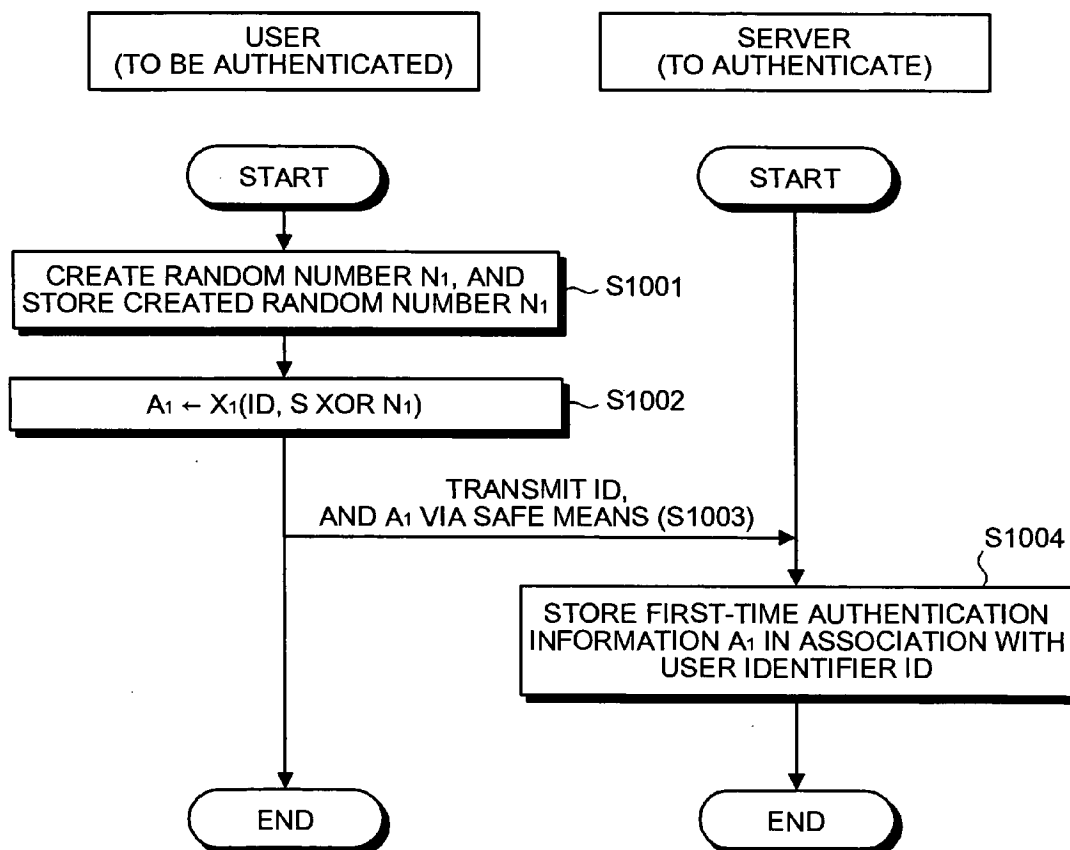 USER
(TO BE AUTHENTICATED)
SERVER
(TO AUTHENTICATE)
START
START
CREATE RANDOM NUMBER N1, AND
STORE CREATED RANDOM NUMBER N1
S1001
A1 ← X1(ID, S XOR N1)
S1002
TRANSMIT ID,
AND A1 VIA SAFE MEANS (S1003)
S1004
STORE FIRST-TIME AUTHENTICATION
INFORMATION A1 IN ASSOCIATION WITH
USER IDENTIFIER ID
END
END